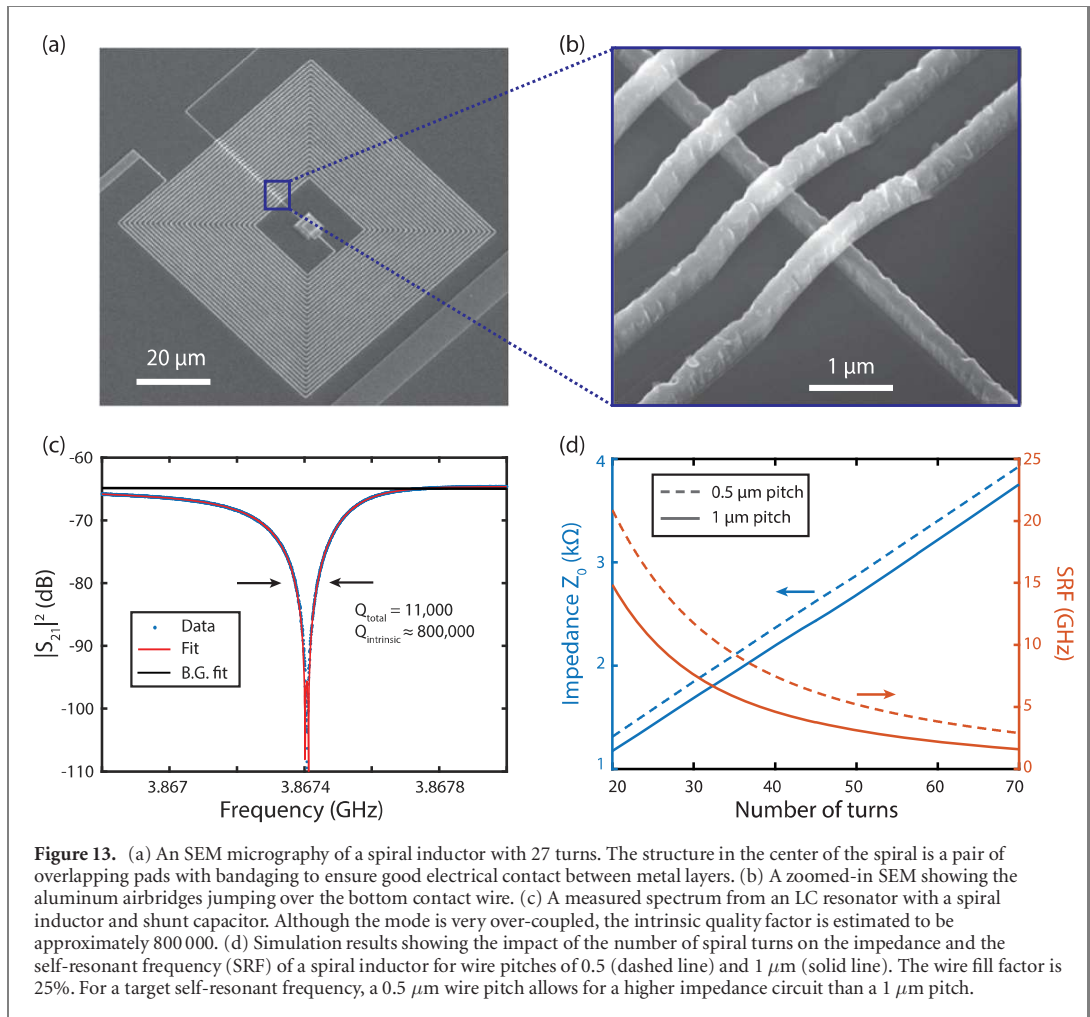 (a)
(b)
20 μm
1 μm
(c)
-60
-70
-80
-90
-100
-110
|S21|² (dB)
Qtotal = 11,000
Qintrinsic ≈ 800,000
Data
Fit
B.G. fit
3.867
3.8674
3.8678
Frequency (GHz)
(d)
4
3
2
1
Impedance Z0 (kΩ)
0.5 μm pitch
1 μm pitch
25
20
15
10
5
0
SRF (GHz)
20
30
40
50
60
70
Number of turns
Figure 13. (a) An SEM micrography of a spiral inductor with 27 turns. The structure in the center of the spiral is a pair of
overlapping pads with bandaging to ensure good electrical contact between metal layers. (b) A zoomed-in SEM showing the
aluminum airbridges jumping over the bottom contact wire. (c) A measured spectrum from an LC resonator with a spiral
inductor and shunt capacitor. Although the mode is very over-coupled, the intrinsic quality factor is estimated to be
approximately 800 000. (d) Simulation results showing the impact of the number of spiral turns on the impedance and the
self-resonant frequency (SRF) of a spiral inductor for wire pitches of 0.5 (dashed line) and 1 μm (solid line). The wire fill factor is
25%. For a target self-resonant frequency, a 0.5 μm wire pitch allows for a higher impedance circuit than a 1 μm pitch.